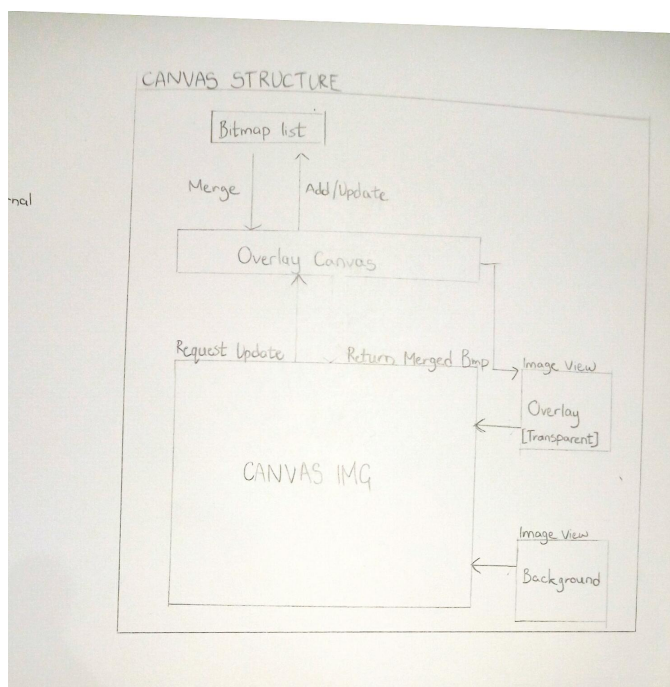 CANVAS STRUCTURE
Bitmap list
Merge
Add/Update
-nal
Overlay Canvas
Request Update
Return Merged Bmp
Image View
Overlay
[Transparent]
CANVAS IMG
Image View
Background